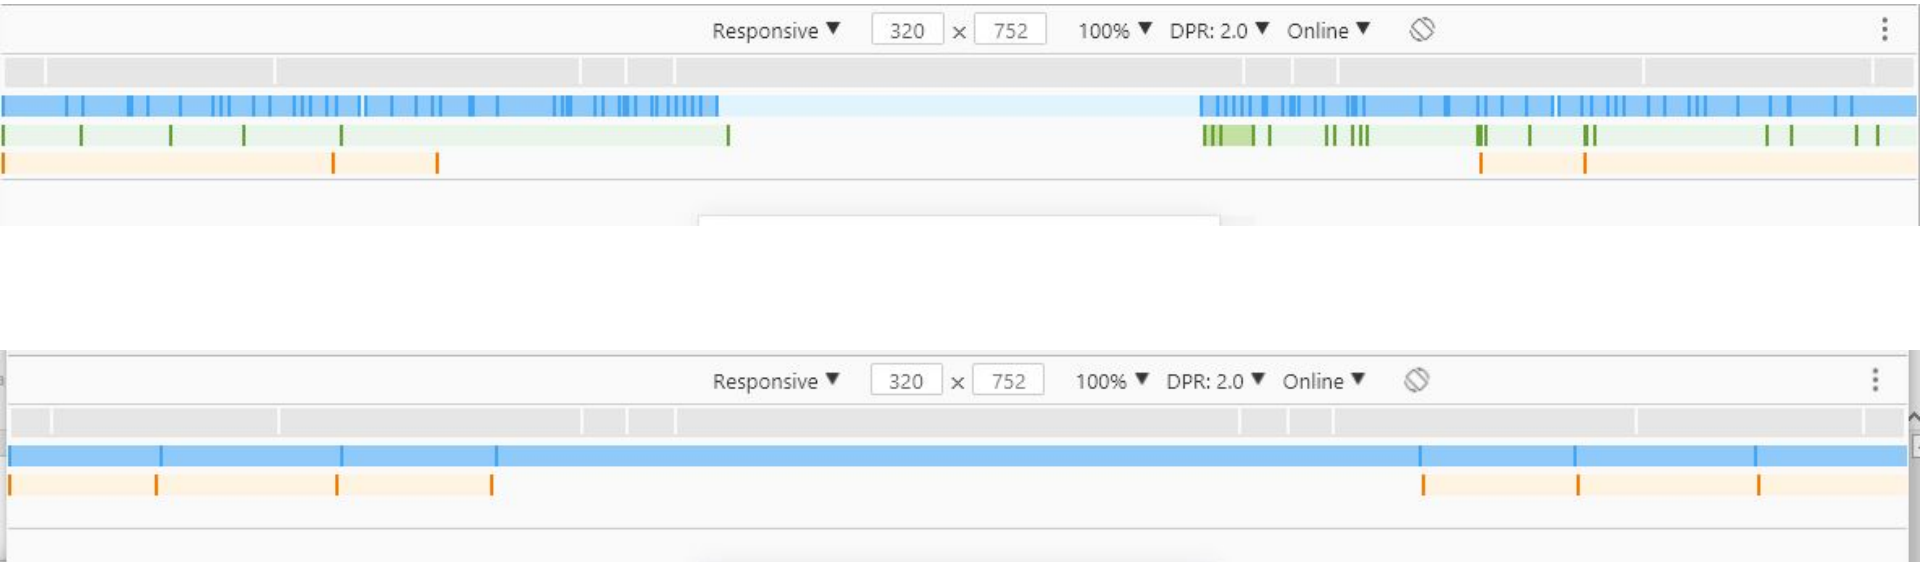 Responsive ▼ 320 × 752 100% ▼ DPR: 2.0 ▼ Online ▼
Responsive ▼ 320 × 752 100% ▼ DPR: 2.0 ▼ Online ▼